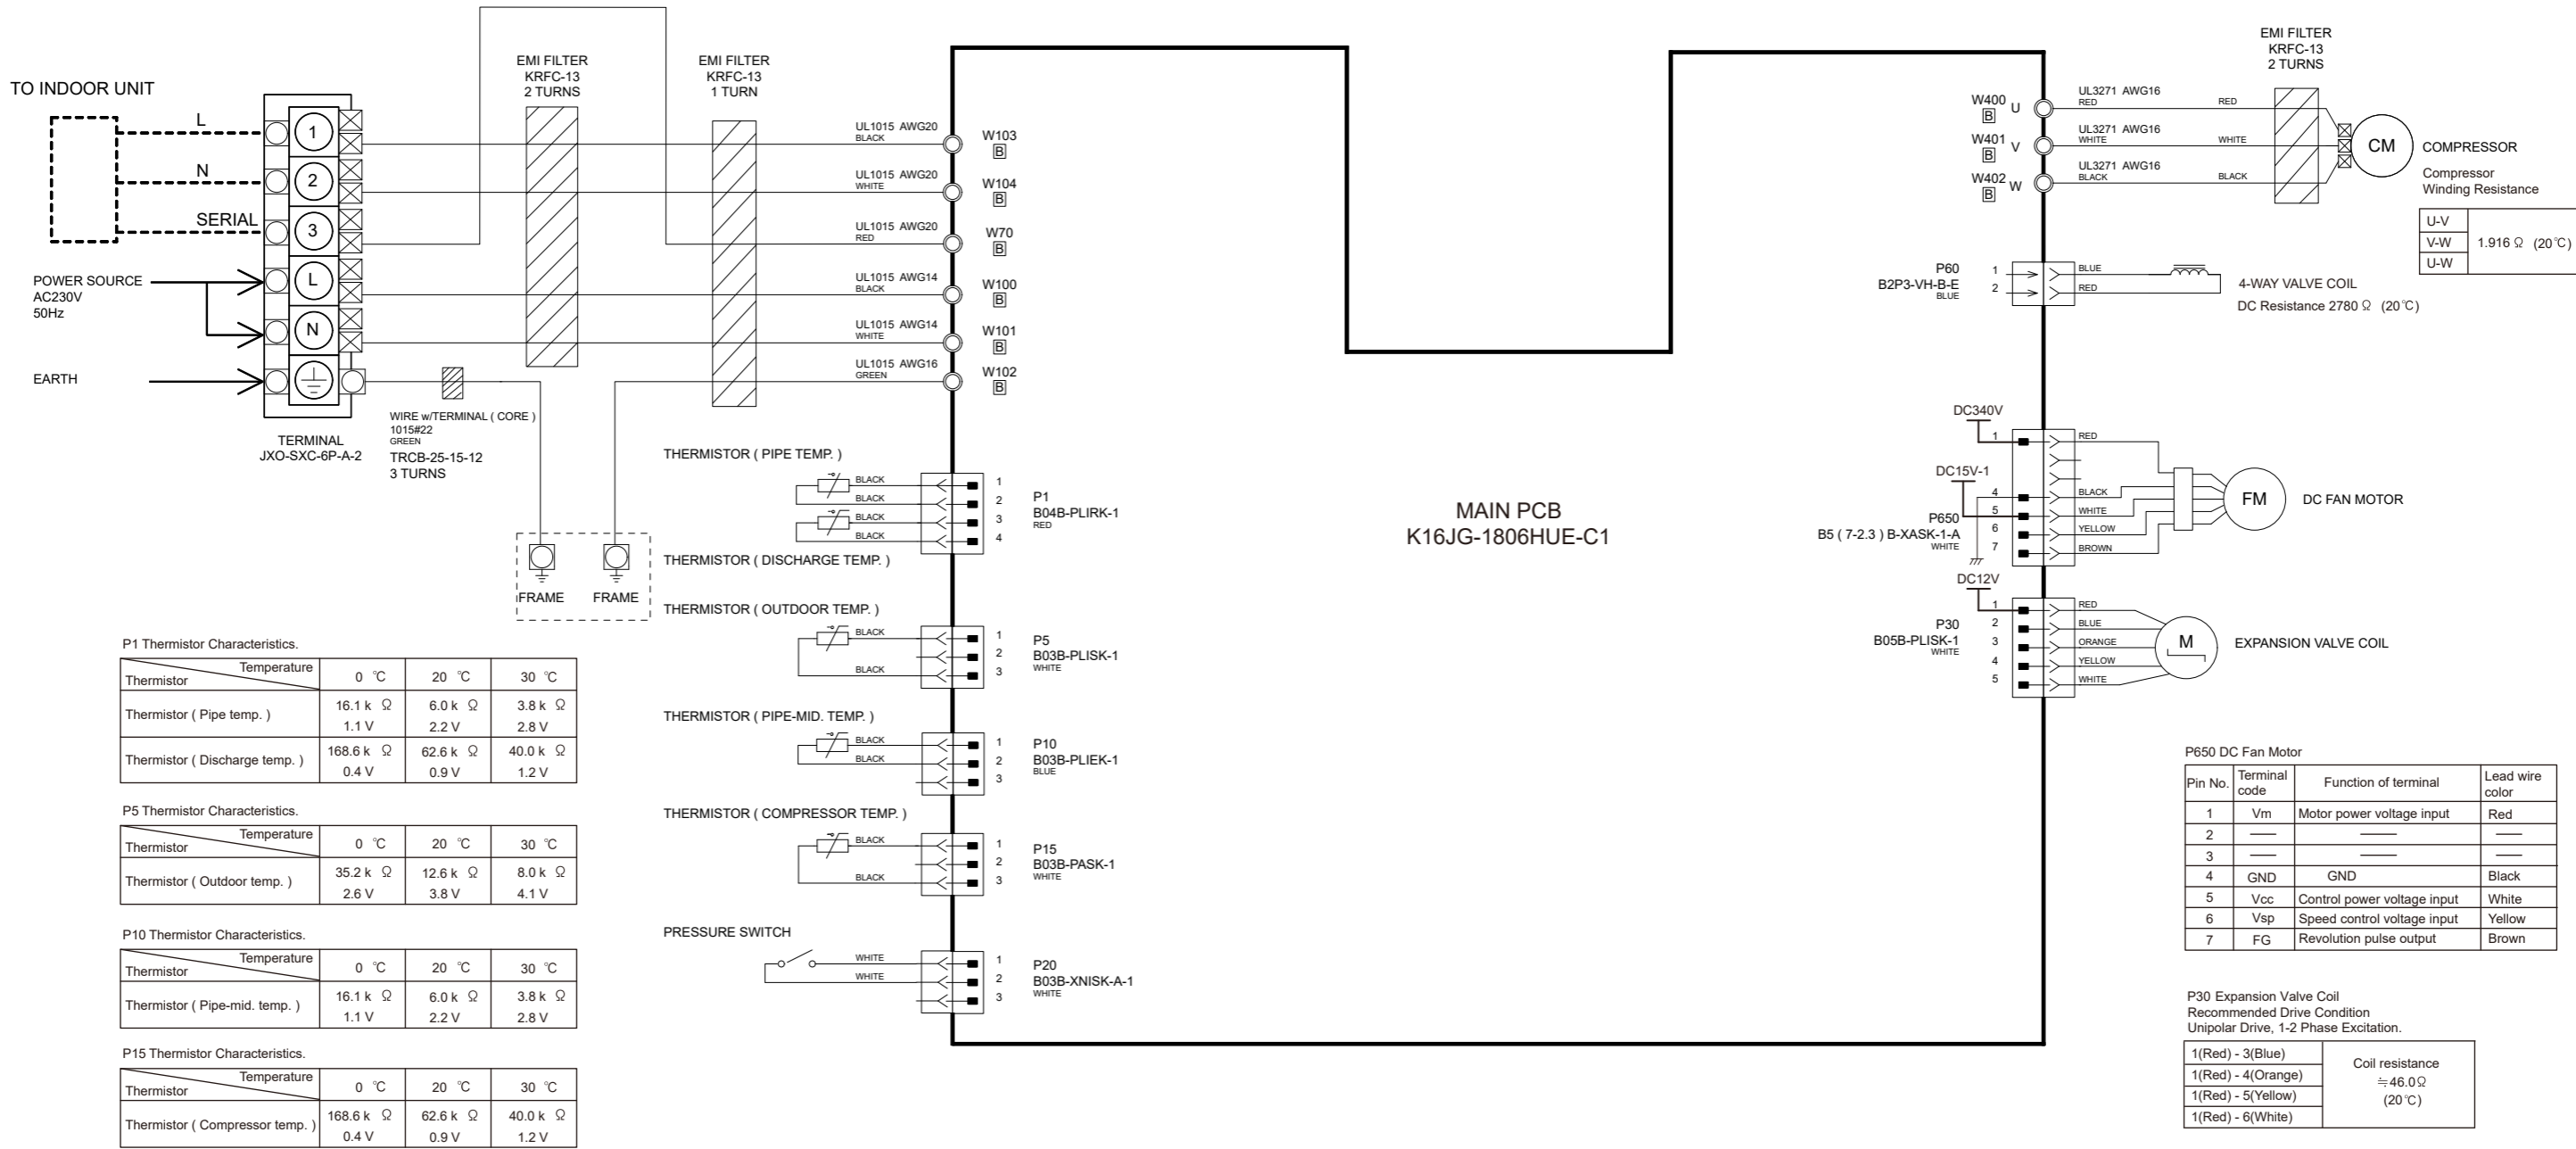 TO INDOOR UNIT
L
N
SERIAL
POWER SOURCE
AC230V
50Hz
EARTH
1
2
3
L
N
TERMINAL
JXO-SXC-6P-A-2
WIRE w/TERMINAL ( CORE )
1015#22
GREEN
TRCB-25-15-12
3 TURNS
EMI FILTER
KRFC-13
2 TURNS
EMI FILTER
KRFC-13
1 TURN
FRAME
FRAME
UL1015 AWG20
BLACK
W103
B
UL1015 AWG20
WHITE
W104
B
UL1015 AWG20
RED
W70
B
UL1015 AWG14
BLACK
W100
B
UL1015 AWG14
WHITE
W101
B
UL1015 AWG16
GREEN
W102
B
THERMISTOR ( PIPE TEMP. )
BLACK
BLACK
BLACK
BLACK
1
2
3
4
P1
B04B-PLIRK-1
RED
THERMISTOR ( DISCHARGE TEMP. )
THERMISTOR ( OUTDOOR TEMP. )
BLACK
BLACK
1
2
3
P5
B03B-PLISK-1
WHITE
THERMISTOR ( PIPE-MID. TEMP. )
BLACK
BLACK
1
2
3
P10
B03B-PLIEK-1
BLUE
THERMISTOR ( COMPRESSOR TEMP. )
BLACK
BLACK
1
2
3
P15
B03B-PASK-1
WHITE
PRESSURE SWITCH
WHITE
WHITE
1
2
3
P20
B03B-XNISK-A-1
WHITE
MAIN PCB
K16JG-1806HUE-C1
EMI FILTER
KRFC-13
2 TURNS
W400 U
B
UL3271 AWG16
RED
RED
W401 V
B
UL3271 AWG16
WHITE
WHITE
W402 W
B
UL3271 AWG16
BLACK
BLACK
CM
COMPRESSOR
Compressor
Winding Resistance
U-V
V-W
U-W
1.916 Ω (20℃)
P60
B2P3-VH-B-E
BLUE
1
2
BLUE
RED
4-WAY VALVE COIL
DC Resistance 2780 Ω (20℃)
DC340V
DC15V-1
P650
B5 ( 7-2.3 ) B-XASK-1-A
WHITE
1
4
5
6
7
RED
BLACK
WHITE
YELLOW
BROWN
FM
DC FAN MOTOR
DC12V
P30
B05B-PLISK-1
WHITE
1
2
3
4
5
RED
BLUE
ORANGE
YELLOW
WHITE
M
EXPANSION VALVE COIL
P1 Thermistor Characteristics.
Temperature
Thermistor
0 ℃ 20 ℃ 30 ℃
Thermistor ( Pipe temp. )
16.1 k Ω 6.0 k Ω 3.8 k Ω
1.1 V 2.2 V 2.8 V
Thermistor ( Discharge temp. )
168.6 k Ω 62.6 k Ω 40.0 k Ω
0.4 V 0.9 V 1.2 V
P5 Thermistor Characteristics.
Temperature
Thermistor
0 ℃ 20 ℃ 30 ℃
Thermistor ( Outdoor temp. )
35.2 k Ω 12.6 k Ω 8.0 k Ω
2.6 V 3.8 V 4.1 V
P10 Thermistor Characteristics.
Temperature
Thermistor
0 ℃ 20 ℃ 30 ℃
Thermistor ( Pipe-mid. temp. )
16.1 k Ω 6.0 k Ω 3.8 k Ω
1.1 V 2.2 V 2.8 V
P15 Thermistor Characteristics.
Temperature
Thermistor
0 ℃ 20 ℃ 30 ℃
Thermistor ( Compressor temp. )
168.6 k Ω 62.6 k Ω 40.0 k Ω
0.4 V 0.9 V 1.2 V
P650 DC Fan Motor
Pin No. Terminal code Function of terminal Lead wire color
1 Vm Motor power voltage input Red
2 — — —
3 — — —
4 GND GND Black
5 Vcc Control power voltage input White
6 Vsp Speed control voltage input Yellow
7 FG Revolution pulse output Brown
P30 Expansion Valve Coil
Recommended Drive Condition
Unipolar Drive, 1-2 Phase Excitation.
1(Red) - 3(Blue)
1(Red) - 4(Orange)
1(Red) - 5(Yellow)
1(Red) - 6(White)
Coil resistance
≒46.0Ω
(20℃)